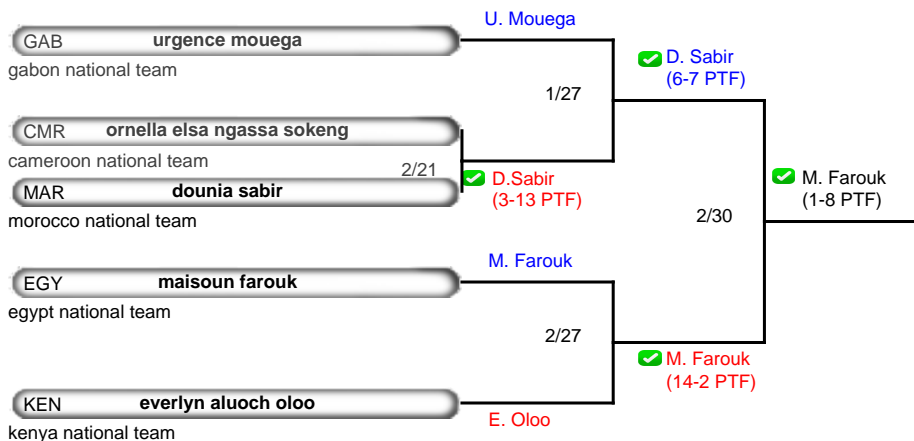 U. Mouega
GAB urgence mouega
gabon national team
D. Sabir
(6-7 PTF)
1/27
CMR ornella elsa ngassa sokeng
cameroon national team
2/21
D.Sabir
(3-13 PTF)
MAR dounia sabir
morocco national team
M. Farouk
(1-8 PTF)
2/30
M. Farouk
EGY maisoun farouk
egypt national team
2/27
M. Farouk
(14-2 PTF)
KEN everlyn aluoch oloo
E. Oloo
kenya national team